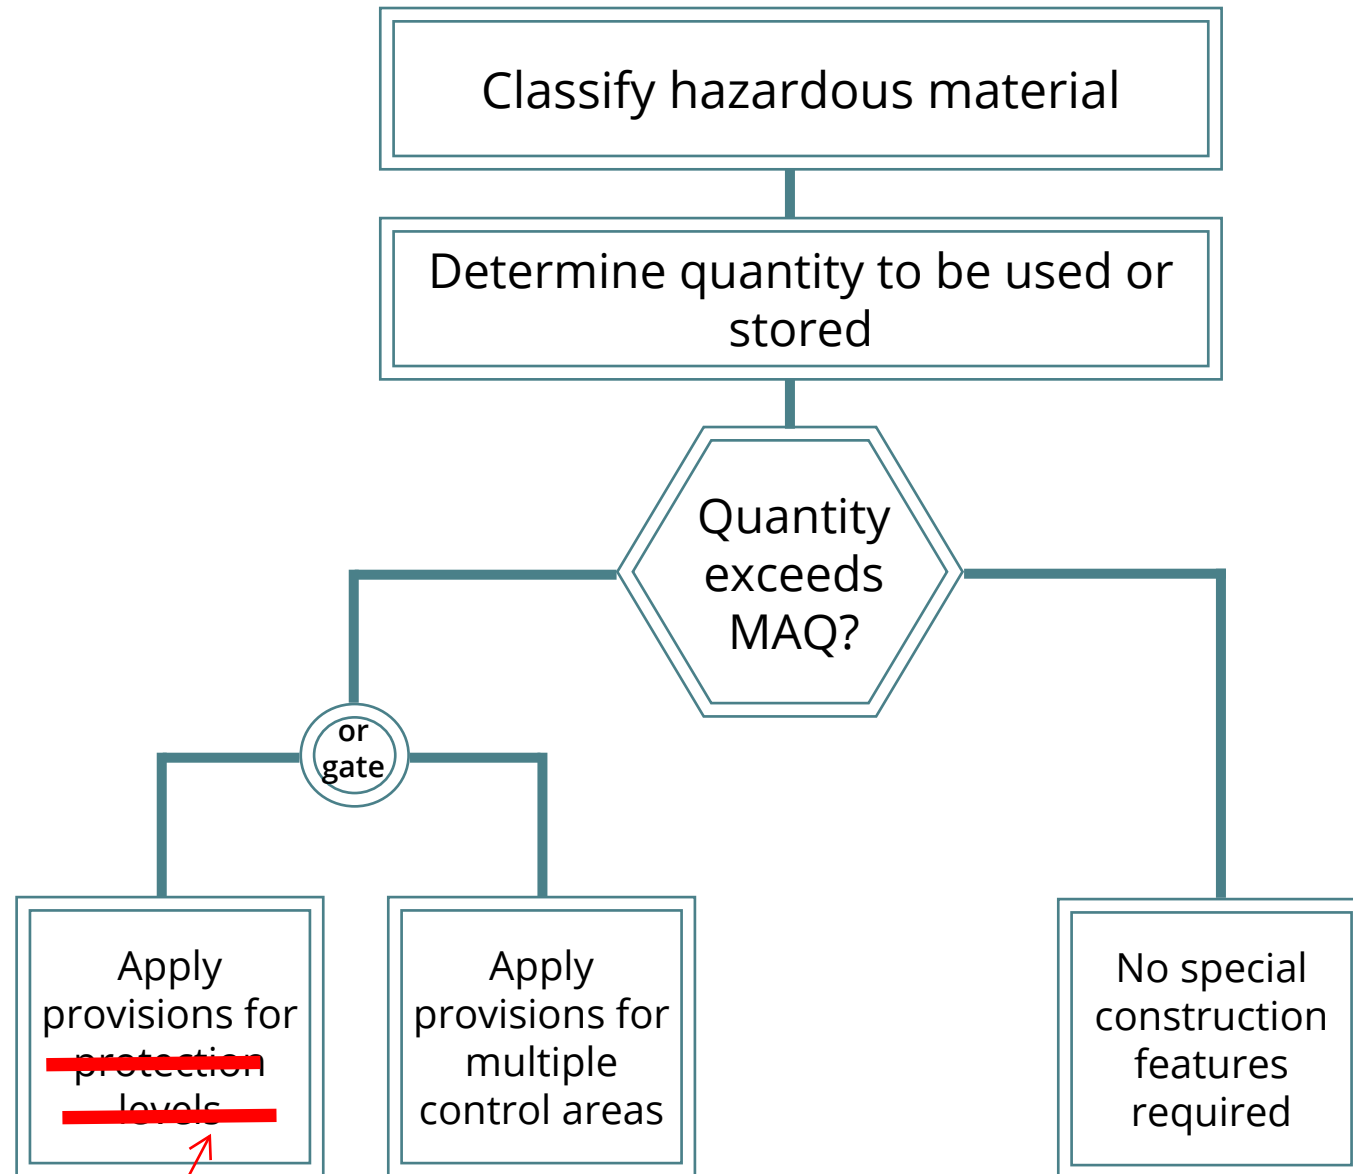 Classify hazardous material
Determine quantity to be used or
stored
Quantity
exceeds
MAQ?
or
gate
Apply
provisions for
protection
levels
Apply
provisions for
multiple
control areas
No special
construction
features
required